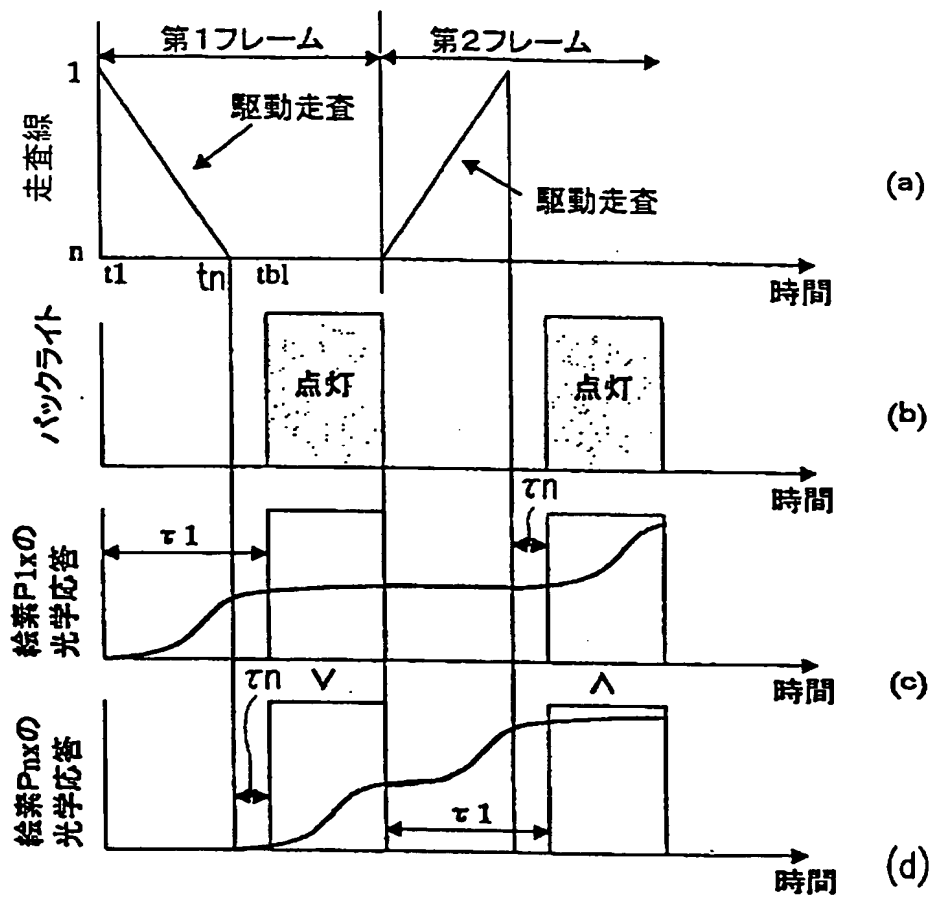 第1フレーム
第2フレーム
1
駆動走査
走査線
駆動走査
(a)
n
t1
tn
tbl
時間
バックライト
点灯
点灯
(b)
時間
τn
絵素P1xの
光学応答
τ1
時間
(c)
τn
∨
∧
絵素Pnxの
光学応答
τ1
時間
(d)